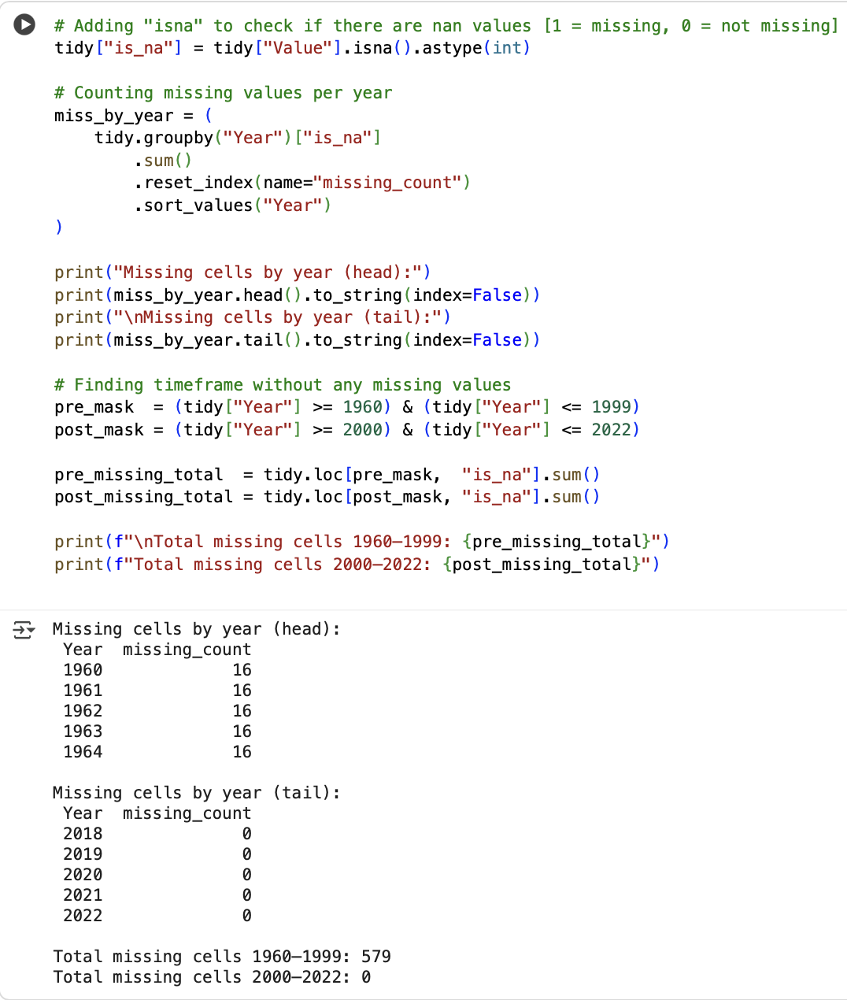 # Adding "isna" to check if there are nan values [1 = missing, 0 = not missing]
tidy["is_na"] = tidy["Value"].isna().astype(int)

# Counting missing values per year
miss_by_year = (
    tidy.groupby("Year")["is_na"]
        .sum()
        .reset_index(name="missing_count")
        .sort_values("Year")
)

print("Missing cells by year (head):")
print(miss_by_year.head().to_string(index=False))
print("\nMissing cells by year (tail):")
print(miss_by_year.tail().to_string(index=False))

# Finding timeframe without any missing values
pre_mask  = (tidy["Year"] >= 1960) & (tidy["Year"] <= 1999)
post_mask = (tidy["Year"] >= 2000) & (tidy["Year"] <= 2022)

pre_missing_total  = tidy.loc[pre_mask,  "is_na"].sum()
post_missing_total = tidy.loc[post_mask, "is_na"].sum()

print(f"\nTotal missing cells 1960–1999: {pre_missing_total}")
print(f"Total missing cells 2000–2022: {post_missing_total}")

Missing cells by year (head):
 Year  missing_count
 1960             16
 1961             16
 1962             16
 1963             16
 1964             16

Missing cells by year (tail):
 Year  missing_count
 2018              0
 2019              0
 2020              0
 2021              0
 2022              0

Total missing cells 1960–1999: 579
Total missing cells 2000–2022: 0